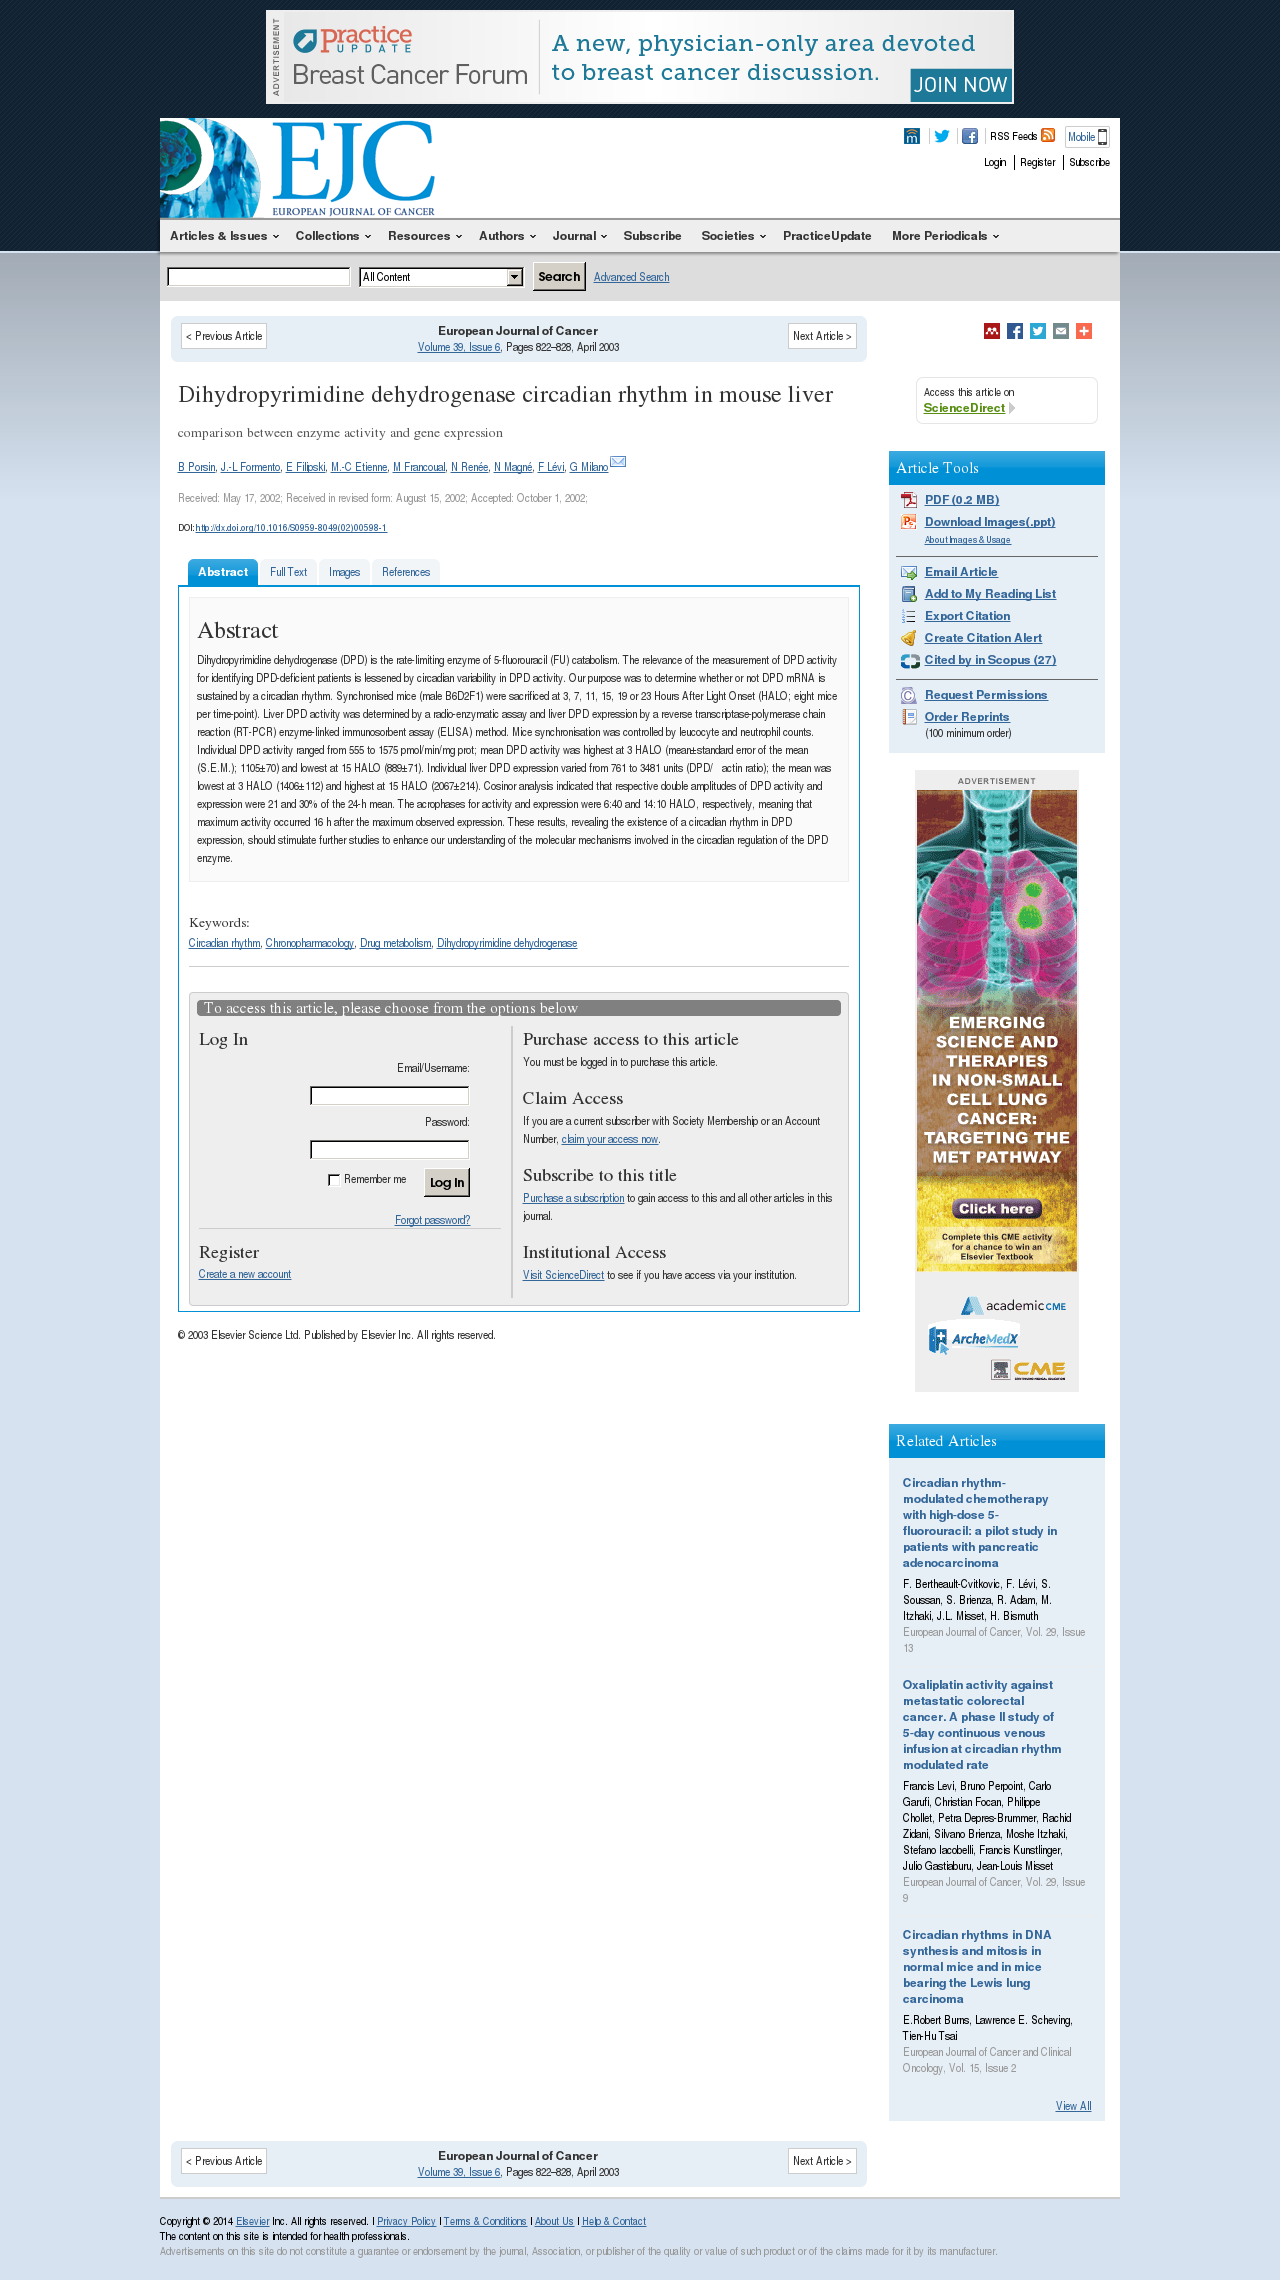 ADVERTISEMENT
practice
UPDATE
Breast Cancer Forum
A new, physician-only area devoted
to breast cancer discussion.
JOIN NOW
EJC
EUROPEAN JOURNAL OF CANCER
RSS Feeds
Mobile
Login
Register
Subscribe
Articles & Issues
Collections
Resources
Authors
Journal
Subscribe
Societies
PracticeUpdate
More Periodicals
All Content
Search
Advanced Search
< Previous Article
European Journal of Cancer
Volume 39, Issue 6, Pages 822–828, April 2003
Next Article >
Dihydropyrimidine dehydrogenase circadian rhythm in mouse liver
comparison between enzyme activity and gene expression
B Porsin, J.-L Formento, E Filipski, M.-C Etienne, M Francoual, N Renée, N Magné, F Lévi, G Milano
Received: May 17, 2002; Received in revised form: August 15, 2002; Accepted: October 1, 2002;
DOI: http://dx.doi.org/10.1016/S0959-8049(02)00598-1
Abstract
Full Text
Images
References
Abstract
Dihydropyrimidine dehydrogenase (DPD) is the rate-limiting enzyme of 5-fluorouracil (FU) catabolism. The relevance of the measurement of DPD activity
for identifying DPD-deficient patients is lessened by circadian variability in DPD activity. Our purpose was to determine whether or not DPD mRNA is
sustained by a circadian rhythm. Synchronised mice (male B6D2F1) were sacrificed at 3, 7, 11, 15, 19 or 23 Hours After Light Onset (HALO; eight mice
per time-point). Liver DPD activity was determined by a radio-enzymatic assay and liver DPD expression by a reverse transcriptase-polymerase chain
reaction (RT-PCR) enzyme-linked immunosorbent assay (ELISA) method. Mice synchronisation was controlled by leucocyte and neutrophil counts.
Individual DPD activity ranged from 555 to 1575 pmol/min/mg prot; mean DPD activity was highest at 3 HALO (mean±standard error of the mean
(S.E.M.); 1105±70) and lowest at 15 HALO (889±71). Individual liver DPD expression varied from 761 to 3481 units (DPD/ actin ratio); the mean was
lowest at 3 HALO (1406±112) and highest at 15 HALO (2067±214). Cosinor analysis indicated that respective double amplitudes of DPD activity and
expression were 21 and 30% of the 24-h mean. The acrophases for activity and expression were 6:40 and 14:10 HALO, respectively, meaning that
maximum activity occurred 16 h after the maximum observed expression. These results, revealing the existence of a circadian rhythm in DPD
expression, should stimulate further studies to enhance our understanding of the molecular mechanisms involved in the circadian regulation of the DPD
enzyme.
Keywords:
Circadian rhythm, Chronopharmacology, Drug metabolism, Dihydropyrimidine dehydrogenase
To access this article, please choose from the options below
Log In
Email/Username:
Password:
Remember me
Log In
Forgot password?
Register
Create a new account
Purchase access to this article
You must be logged in to purchase this article.
Claim Access
If you are a current subscriber with Society Membership or an Account
Number, claim your access now.
Subscribe to this title
Purchase a subscription to gain access to this and all other articles in this
journal.
Institutional Access
Visit ScienceDirect to see if you have access via your institution.
© 2003 Elsevier Science Ltd. Published by Elsevier Inc. All rights reserved.
Access this article on
ScienceDirect
Article Tools
PDF (0.2 MB)
Download Images(.ppt)
About Images & Usage
Email Article
Add to My Reading List
Export Citation
Create Citation Alert
Cited by in Scopus (27)
Request Permissions
Order Reprints
(100 minimum order)
ADVERTISEMENT
EMERGING
SCIENCE AND
THERAPIES
IN NON-SMALL
CELL LUNG
CANCER:
TARGETING THE
MET PATHWAY
Click here
Complete this CME activity
for a chance to win an
Elsevier Textbook
academicCME
ArcheMedX
CME
Related Articles
Circadian rhythm-
modulated chemotherapy
with high-dose 5-
fluorouracil: a pilot study in
patients with pancreatic
adenocarcinoma
F. Bertheault-Cvitkovic, F. Lévi, S.
Soussan, S. Brienza, R. Adam, M.
Itzhaki, J.L. Misset, H. Bismuth
European Journal of Cancer, Vol. 29, Issue
13
Oxaliplatin activity against
metastatic colorectal
cancer. A phase II study of
5-day continuous venous
infusion at circadian rhythm
modulated rate
Francis Levi, Bruno Perpoint, Carlo
Garufi, Christian Focan, Philippe
Chollet, Petra Depres-Brummer, Rachid
Zidani, Silvano Brienza, Moshe Itzhaki,
Stefano Iacobelli, Francis Kunstlinger,
Julio Gastiaburu, Jean-Louis Misset
European Journal of Cancer, Vol. 29, Issue
9
Circadian rhythms in DNA
synthesis and mitosis in
normal mice and in mice
bearing the Lewis lung
carcinoma
E.Robert Burns, Lawrence E. Scheving,
Tien-Hu Tsai
European Journal of Cancer and Clinical
Oncology, Vol. 15, Issue 2
View All
< Previous Article
European Journal of Cancer
Volume 39, Issue 6, Pages 822–828, April 2003
Next Article >
Copyright © 2014 Elsevier Inc. All rights reserved. | Privacy Policy | Terms & Conditions | About Us | Help & Contact
The content on this site is intended for health professionals.
Advertisements on this site do not constitute a guarantee or endorsement by the journal, Association, or publisher of the quality or value of such product or of the claims made for it by its manufacturer.